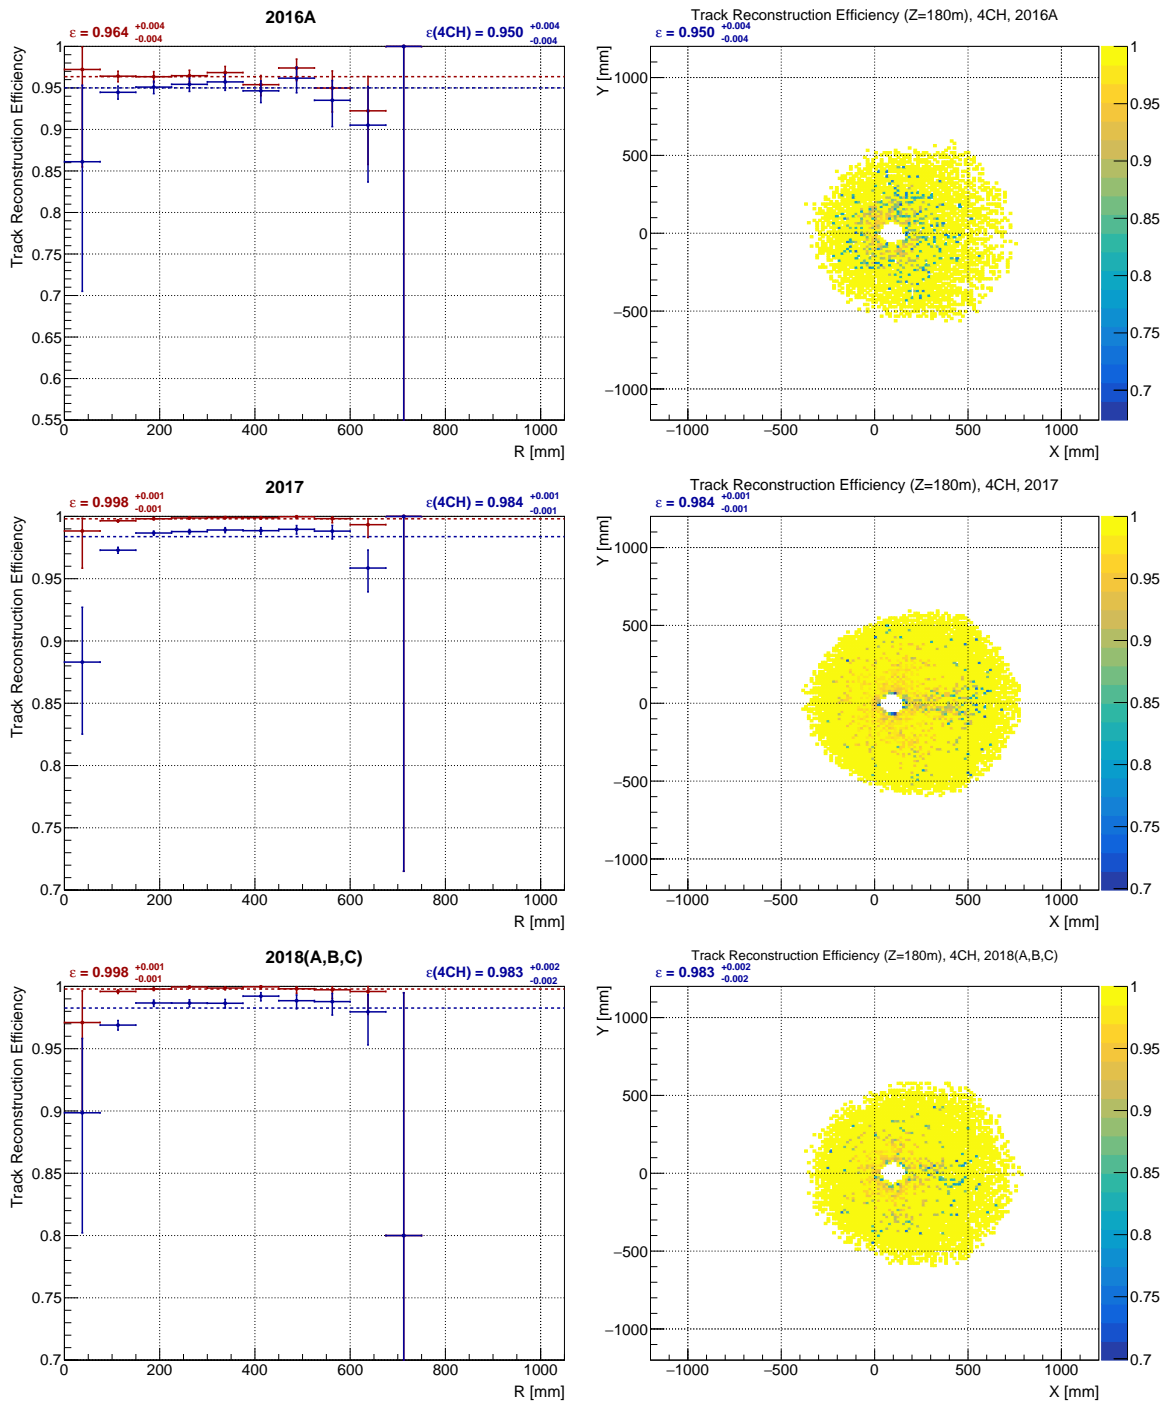 2016A
ε = 0.964 +0.004 -0.004
ε(4CH) = 0.950 +0.004 -0.004
Track Reconstruction Efficiency
1
0.95
0.9
0.85
0.8
0.75
0.7
0.65
0.6
0.55
0 200 400 600 800 1000
R [mm]
Track Reconstruction Efficiency (Z=180m), 4CH, 2016A
ε = 0.950 +0.004 -0.004
Y [mm]
1000
500
0
−500
−1000
−1000 −500 0 500 1000
X [mm]
1
0.95
0.9
0.85
0.8
0.75
0.7
2017
ε = 0.998 +0.001 -0.001
ε(4CH) = 0.984 +0.001 -0.001
Track Reconstruction Efficiency
1
0.95
0.9
0.85
0.8
0.75
0.7
0 200 400 600 800 1000
R [mm]
Track Reconstruction Efficiency (Z=180m), 4CH, 2017
ε = 0.984 +0.001 -0.001
Y [mm]
1000
500
0
−500
−1000
−1000 −500 0 500 1000
X [mm]
1
0.95
0.9
0.85
0.8
0.75
0.7
2018(A,B,C)
ε = 0.998 +0.001 -0.001
ε(4CH) = 0.983 +0.002 -0.002
Track Reconstruction Efficiency
1
0.95
0.9
0.85
0.8
0.75
0.7
0 200 400 600 800 1000
R [mm]
Track Reconstruction Efficiency (Z=180m), 4CH, 2018(A,B,C)
ε = 0.983 +0.002 -0.002
Y [mm]
1000
500
0
−500
−1000
−1000 −500 0 500 1000
X [mm]
1
0.95
0.9
0.85
0.8
0.75
0.7